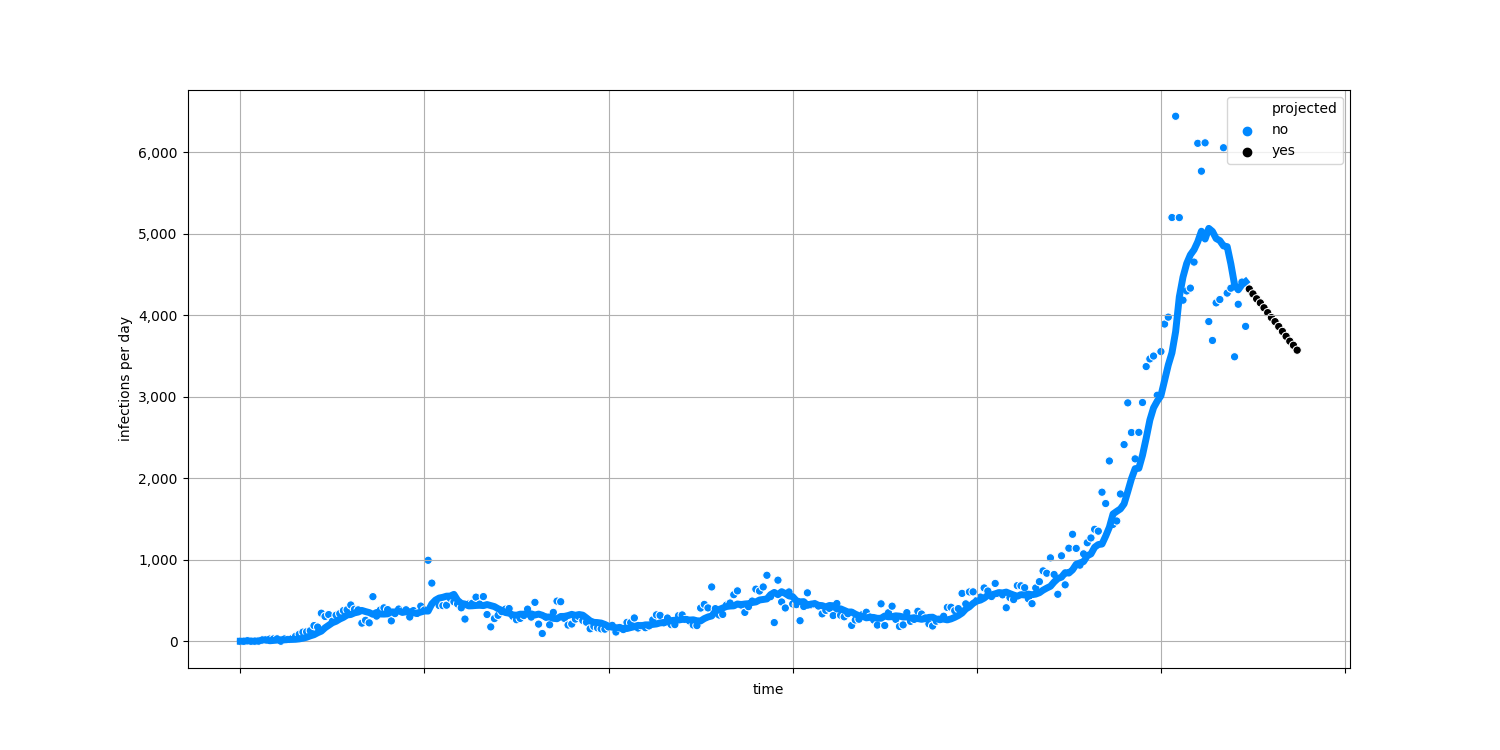 projected
no
yes
6,000
5,000
4,000
3,000
2,000
1,000
0
infections per day
time